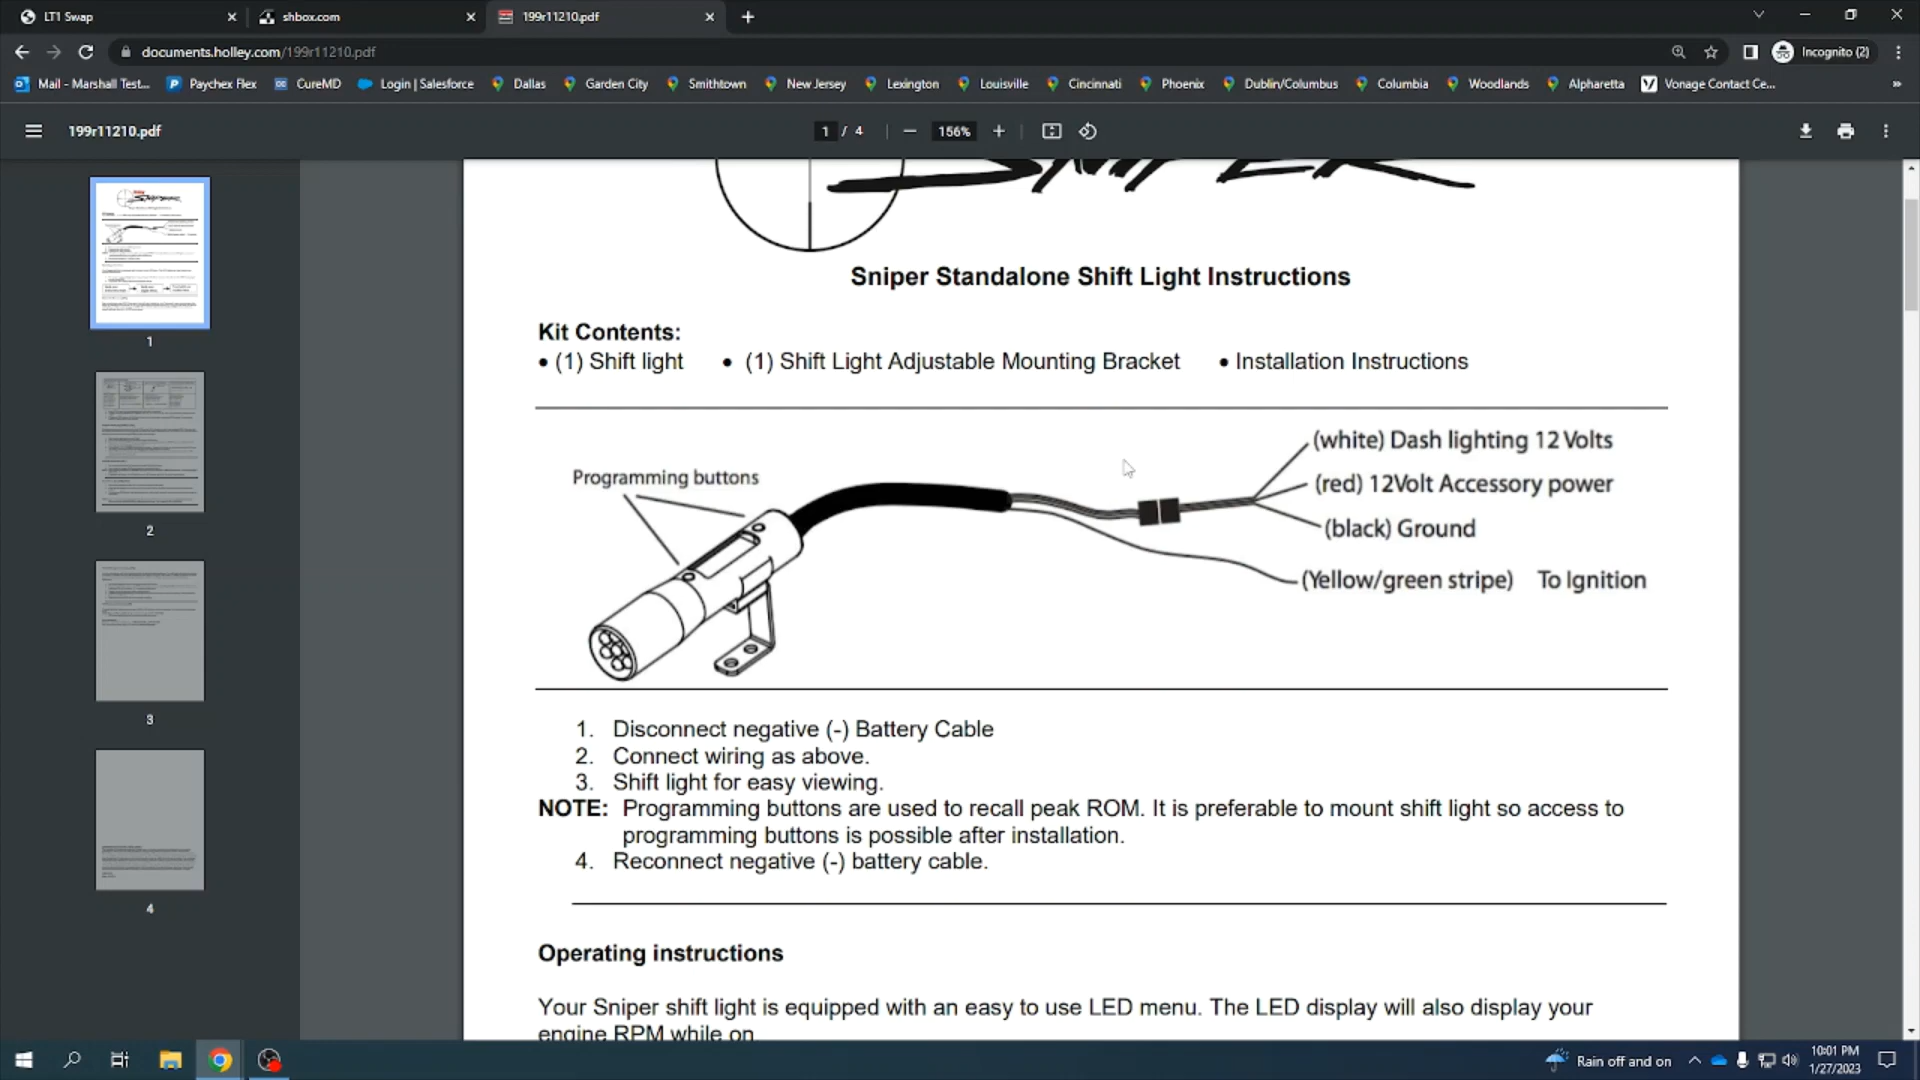 LT1 Swap
shbox.com
199r11210.pdf
documents.holley.com/199r11210.pdf
Incognito (2)
Mail - Marshall Test...
Paychex Flex
CureMD
Login | Salesforce
Dallas
Garden City
Smithtown
New Jersey
Lexington
Louisville
Cincinnati
Phoenix
Dublin/Columbus
Columbia
Woodlands
Alpharetta
Vonage Contact Ce...
»
199r11210.pdf
1 / 4
156%
1
2
3
4
SNIPER
Sniper Standalone Shift Light Instructions
Kit Contents:
• (1) Shift light • (1) Shift Light Adjustable Mounting Bracket • Installation Instructions
Programming buttons
(white) Dash lighting 12 Volts
(red) 12Volt Accessory power
(black) Ground
(Yellow/green stripe) To Ignition
1. Disconnect negative (-) Battery Cable
2. Connect wiring as above.
3. Shift light for easy viewing.
NOTE: Programming buttons are used to recall peak ROM. It is preferable to mount shift light so access to
programming buttons is possible after installation.
4. Reconnect negative (-) battery cable.
Operating instructions
Your Sniper shift light is equipped with an easy to use LED menu. The LED display will also display your
engine RPM while on
Rain off and on
10:01 PM
1/27/2023